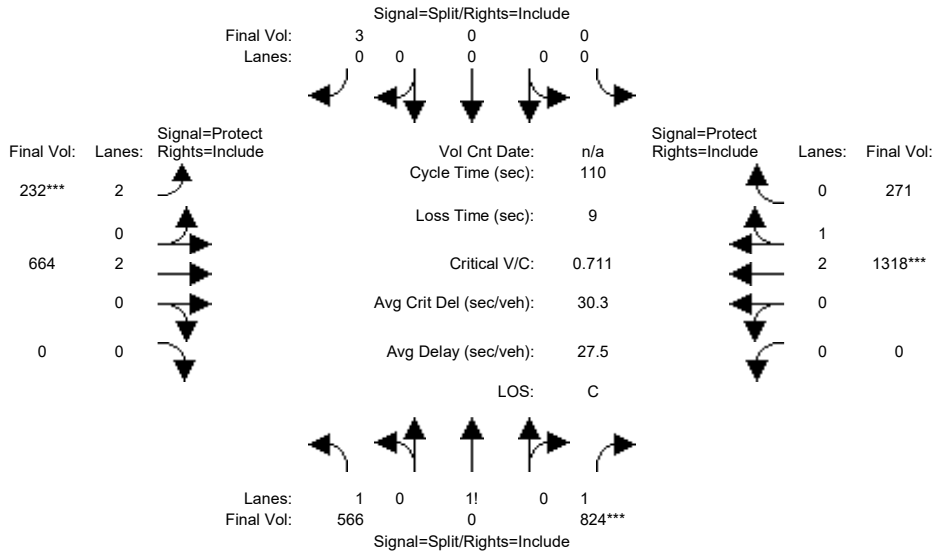 Signal=Split/Rights=Include
Final Vol: 3 0 0
Lanes: 0 0 0 0 0
Signal=Protect
Final Vol: Lanes: Rights=Include
Vol Cnt Date: n/a
Signal=Protect
Rights=Include Lanes: Final Vol:
Cycle Time (sec): 110
232*** 2
0 271
Loss Time (sec): 9
0
1
664 2
Critical V/C: 0.711
2 1318***
0
Avg Crit Del (sec/veh): 30.3
0
0 0
Avg Delay (sec/veh): 27.5
0 0
LOS: C
Lanes: 1 0 1! 0 1
Final Vol: 566 0 824***
Signal=Split/Rights=Include